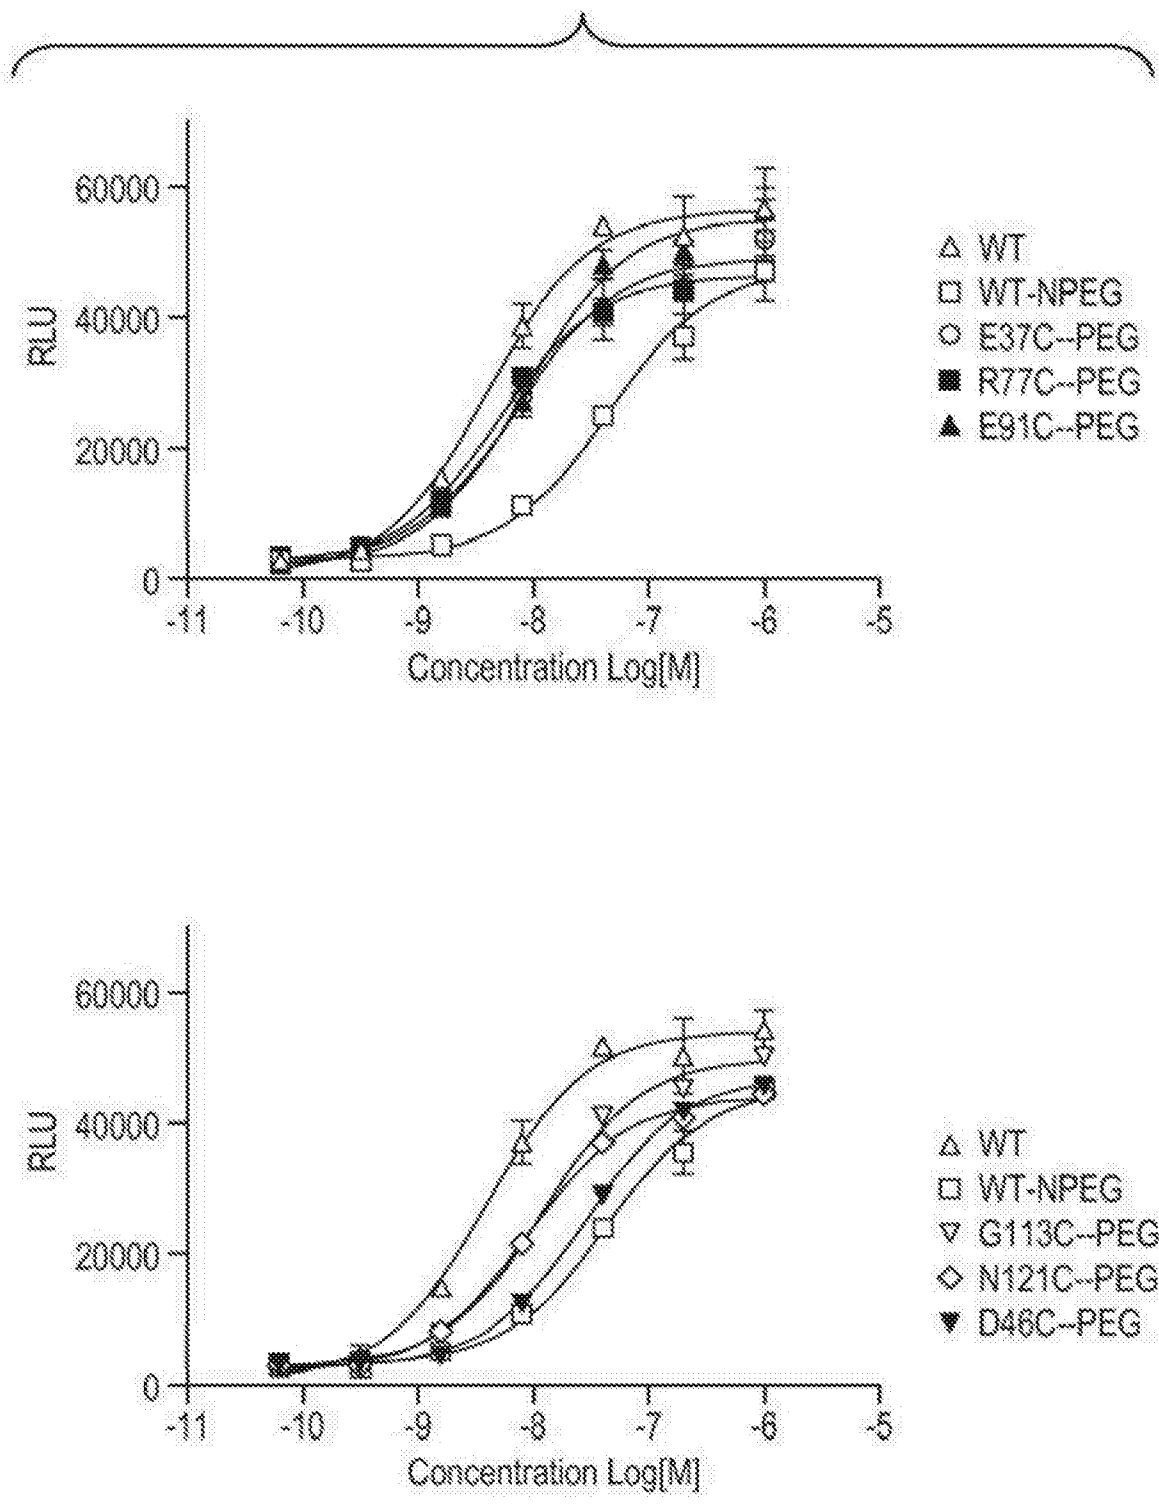 60000
40000
20000
0
RLU
-11 -10 -9 -8 -7 -6 -5
Concentration Log[M]
WT
WT-NPEG
E37C--PEG
R77C--PEG
E91C--PEG
60000
40000
20000
0
RLU
-11 -10 -9 -8 -7 -6 -5
Concentration Log[M]
WT
WT-NPEG
G113C--PEG
N121C--PEG
D46C--PEG